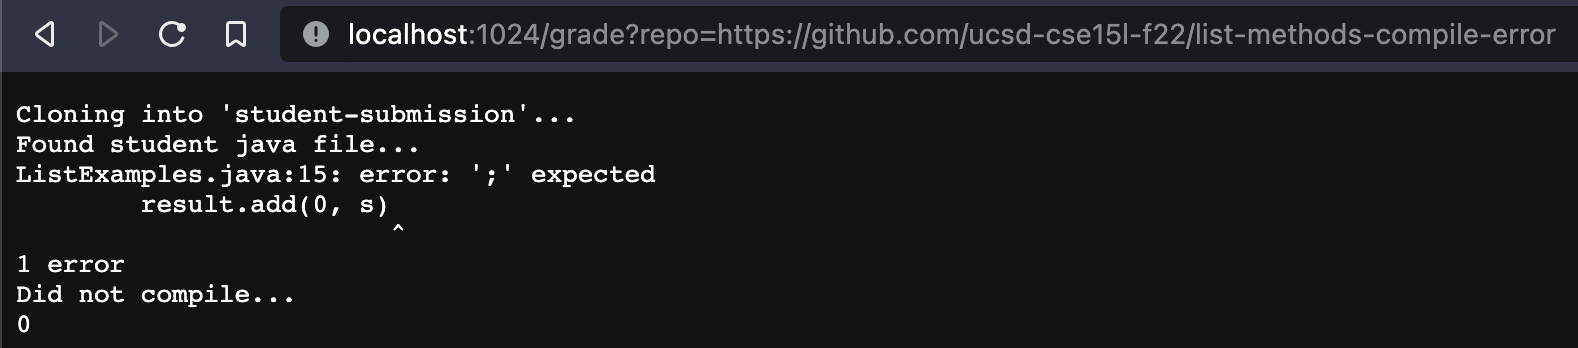 localhost:1024/grade?repo=https://github.com/ucsd-cse15l-f22/list-methods-compile-error
Cloning into 'student-submission'...
Found student java file...
ListExamples.java:15: error: ';' expected
        result.add(0, s)
                        ^
1 error
Did not compile...
0